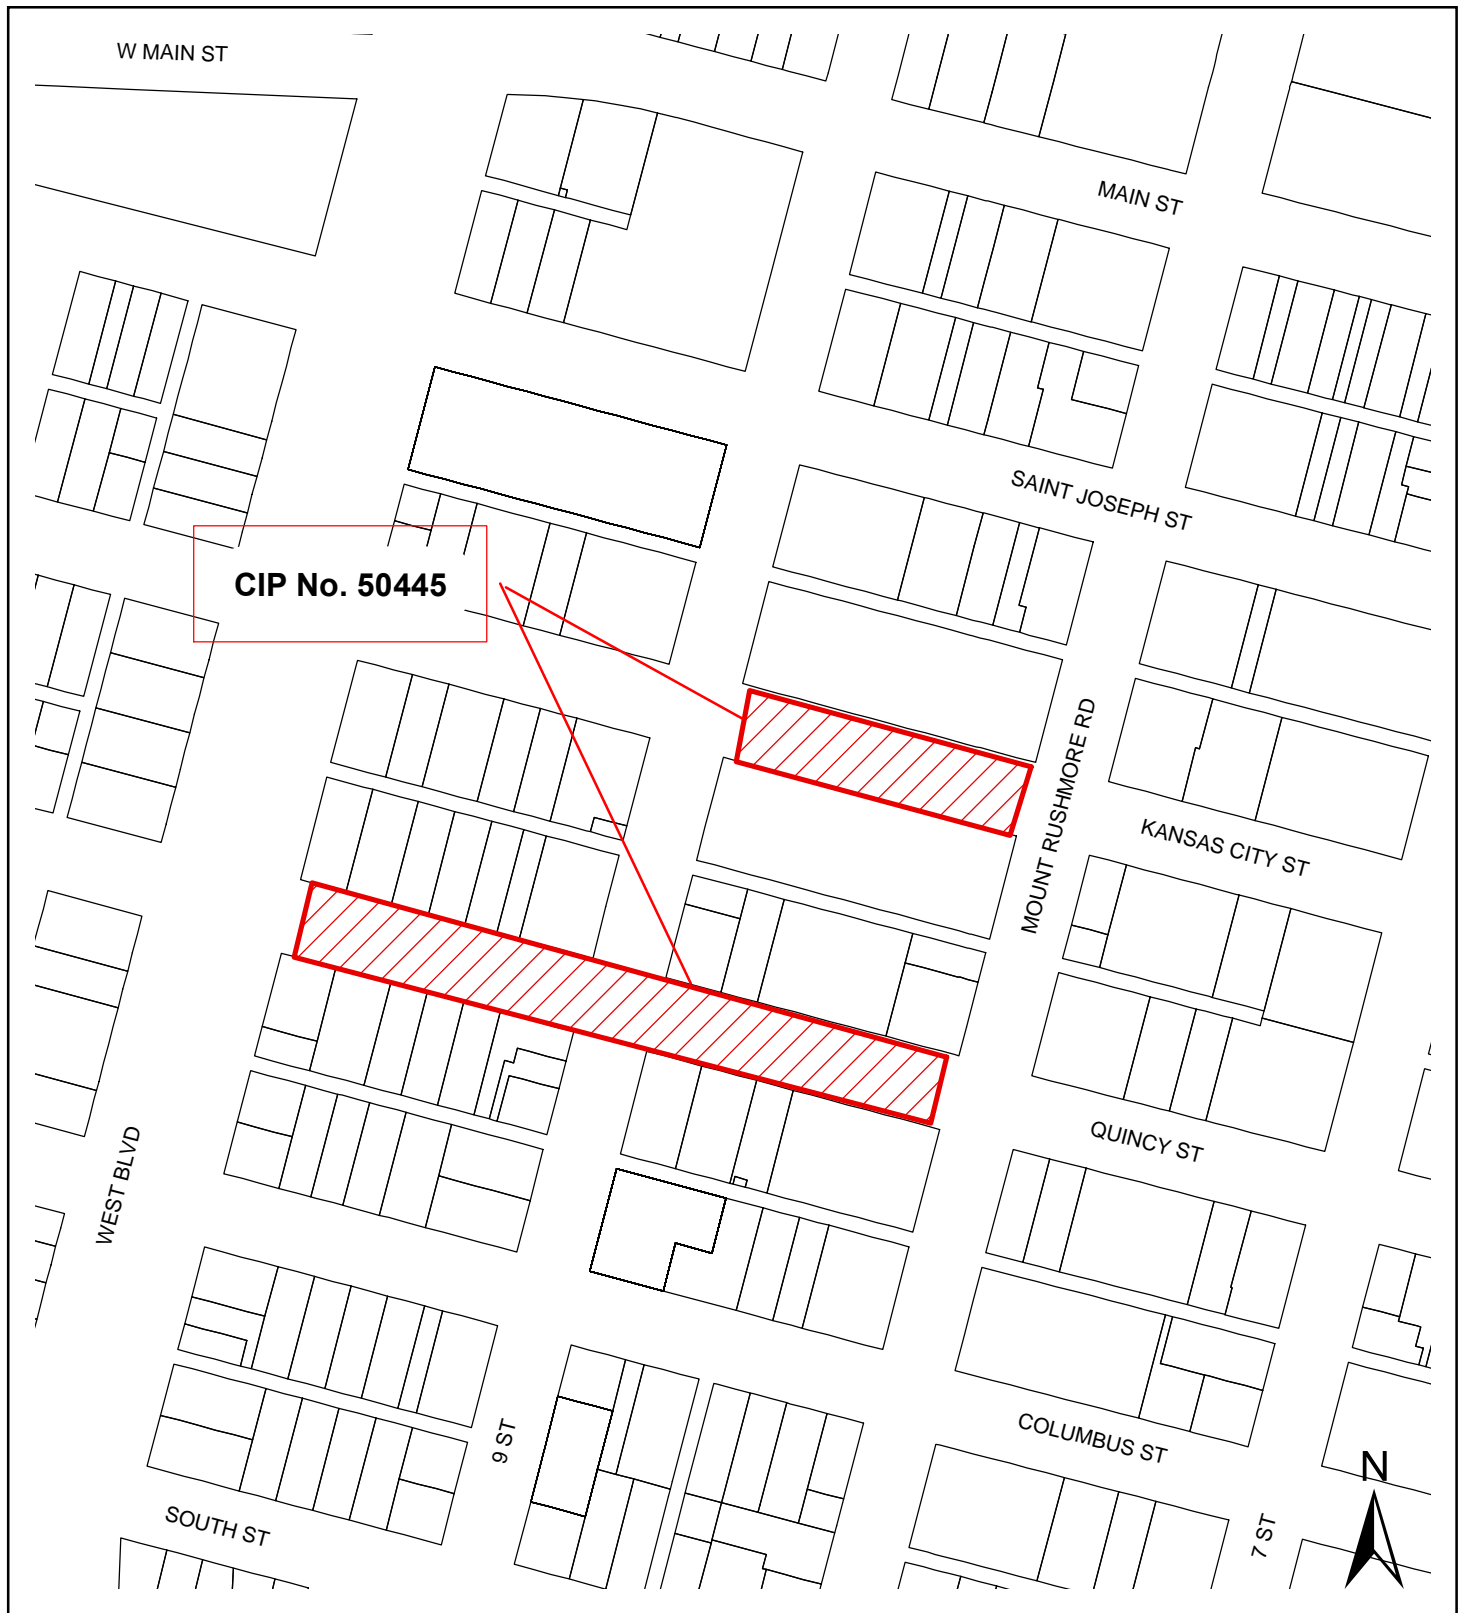 W MAIN ST
MAIN ST
SAINT JOSEPH ST
CIP No. 50445
MOUNT RUSHMORE RD
KANSAS CITY ST
QUINCY ST
WEST BLVD
COLUMBUS ST
9 ST
N
SOUTH ST
7 ST